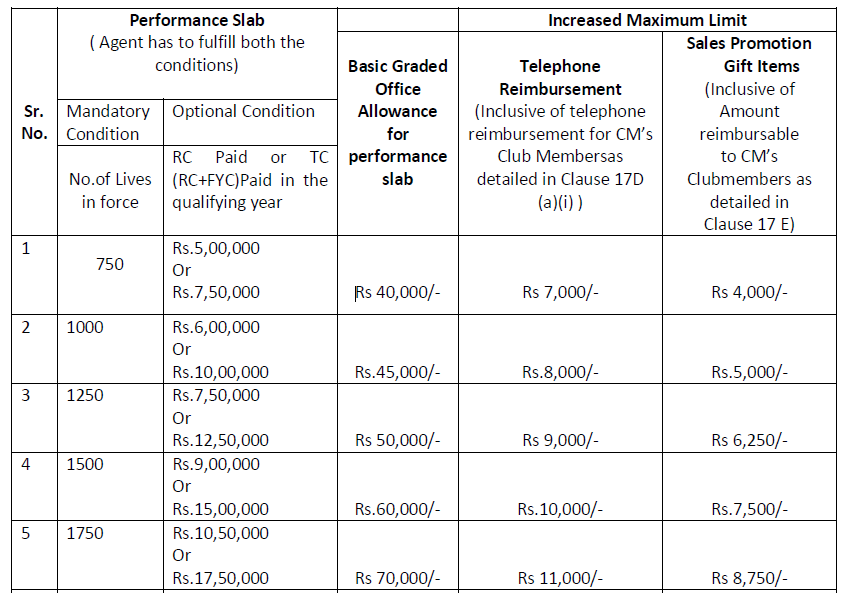 Performance Slab
( Agent has to fulfill both the
conditions)
Increased Maximum Limit
Sr.
No.
Mandatory
Condition
Optional Condition
No.of Lives
in force
RC Paid or TC
(RC+FYC)Paid in the
qualifying year
Basic Graded
Office
Allowance
for
performance
slab
Telephone
Reimbursement
(Inclusive of telephone
reimbursement for CM’s
Club Membersas
detailed in Clause 17D
(a)(i) )
Sales Promotion
Gift Items
(Inclusive of
Amount
reimbursable
to CM’s
Clubmembers as
detailed in
Clause 17 E)
1
750
Rs.5,00,000
Or
Rs.7,50,000
Rs 40,000/-
Rs 7,000/-
Rs 4,000/-
2
1000
Rs.6,00,000
Or
Rs.10,00,000
Rs.45,000/-
Rs.8,000/-
Rs.5,000/-
3
1250
Rs.7,50,000
Or
Rs.12,50,000
Rs 50,000/-
Rs 9,000/-
Rs 6,250/-
4
1500
Rs.9,00,000
Or
Rs.15,00,000
Rs.60,000/-
Rs.10,000/-
Rs.7,500/-
5
1750
Rs.10,50,000
Or
Rs.17,50,000
Rs 70,000/-
Rs 11,000/-
Rs 8,750/-